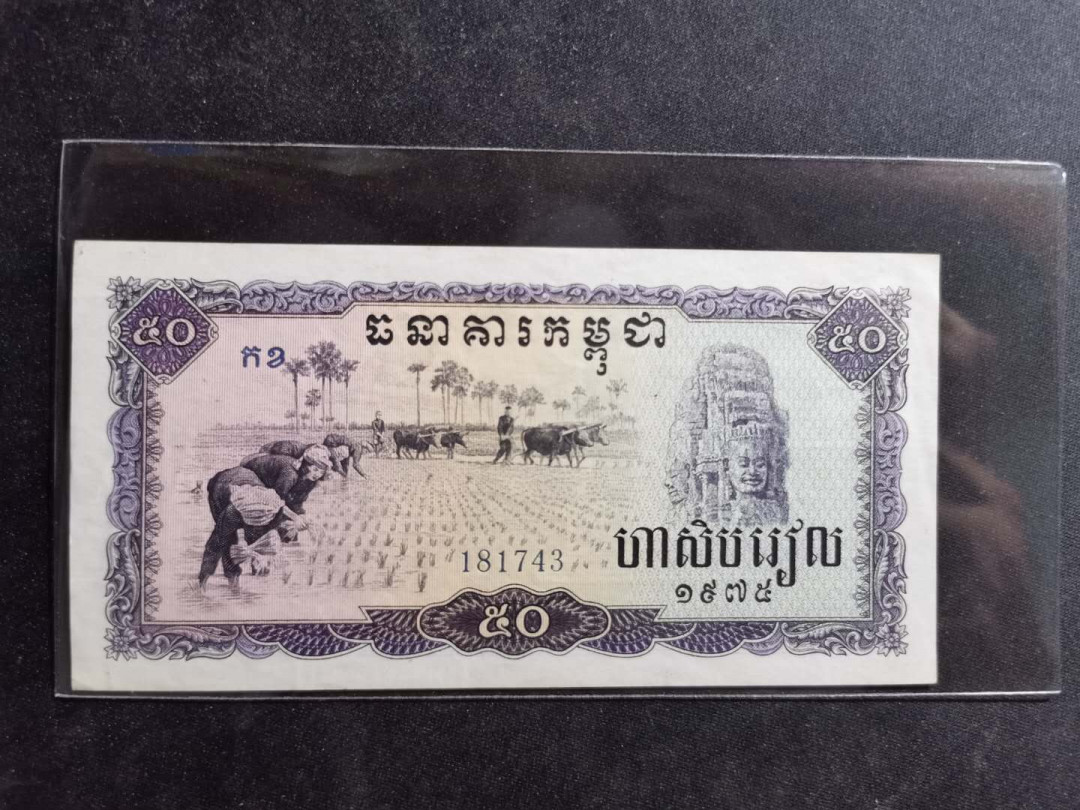 ៥០ ធនាគារកម្ពុជា ៥០
កខ
181743
ហាសិបរៀល
១៩៧៥
៥០